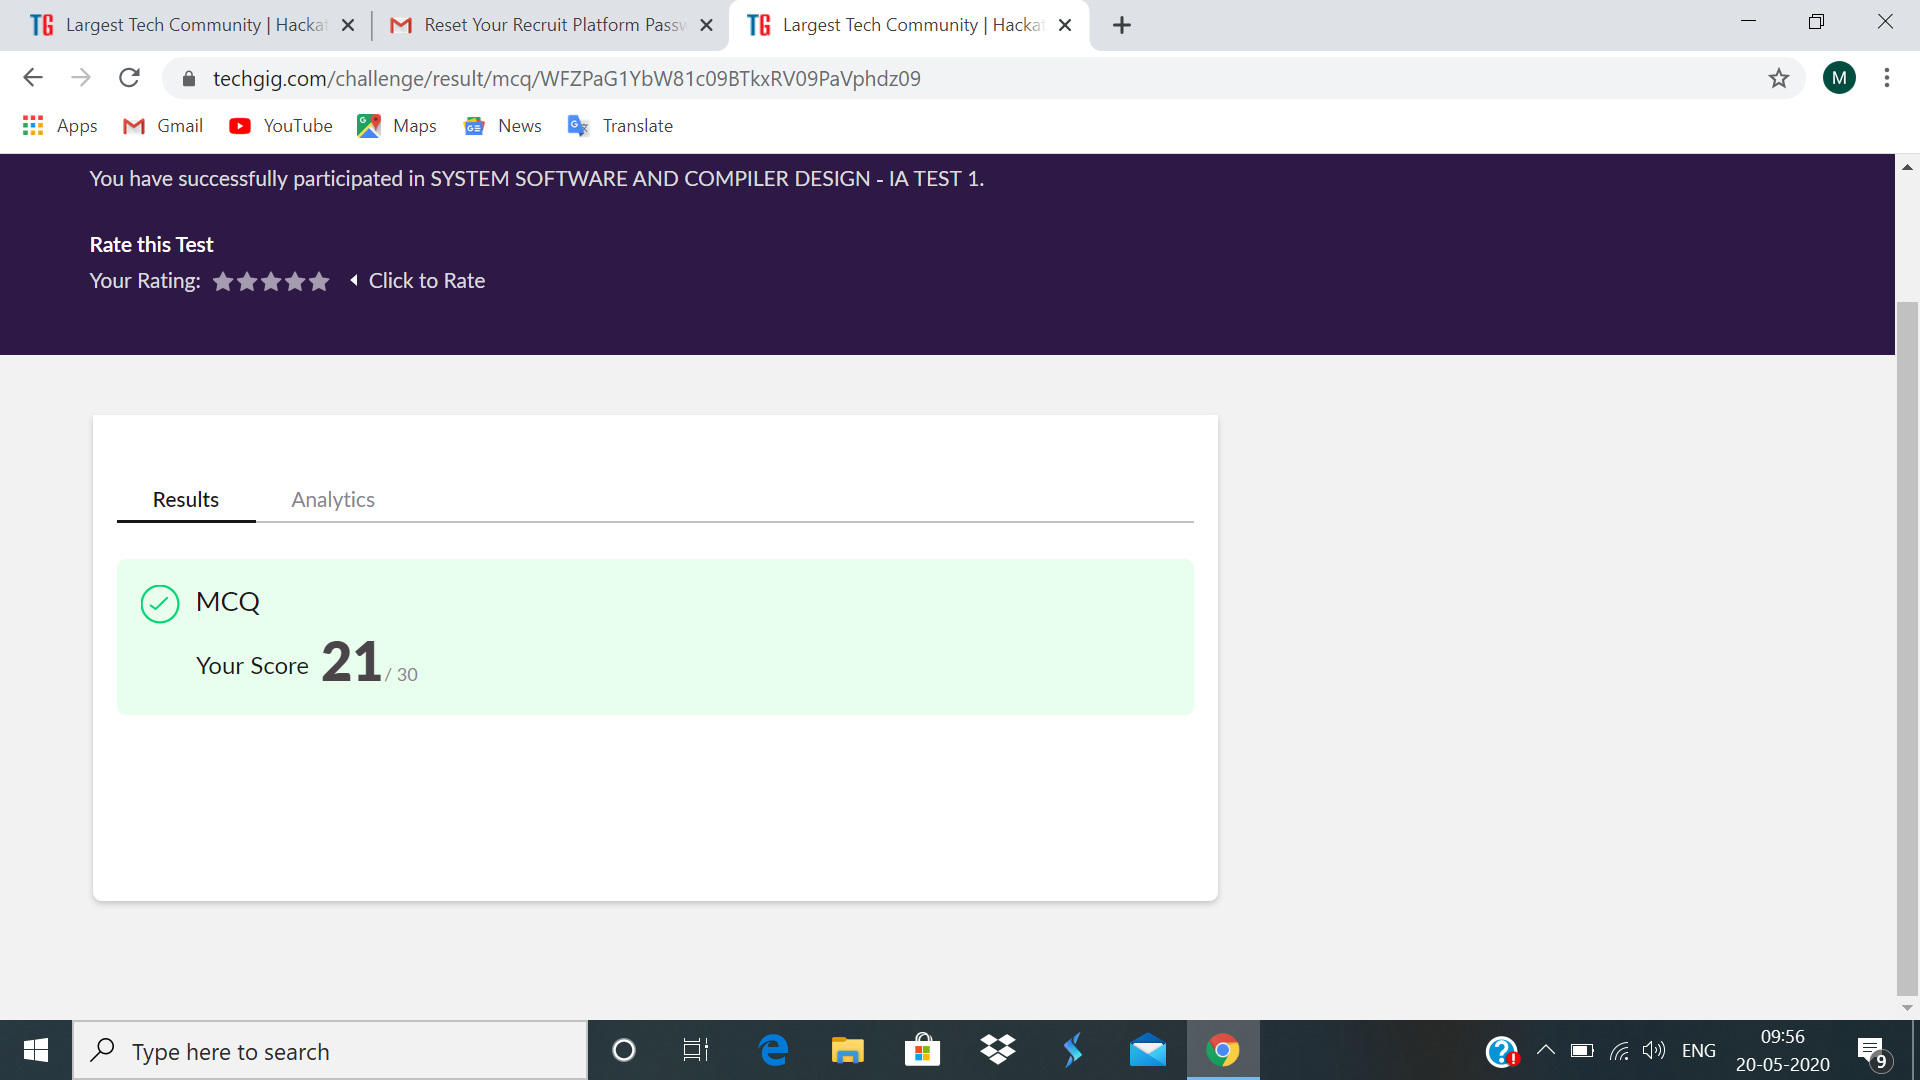 TG Largest Tech Community | Hacka
Reset Your Recruit Platform Passw
TG Largest Tech Community | Hacka
techgig.com/challenge/result/mcq/WFZPaG1YbW81c09BTkxRV09PaVphdz09
M
Apps
Gmail
YouTube
Maps
News
Translate
You have successfully participated in SYSTEM SOFTWARE AND COMPILER DESIGN - IA TEST 1.
Rate this Test
Your Rating:
Click to Rate
Results
Analytics
MCQ
Your Score 21 / 30
Type here to search
ENG
09:56
20-05-2020
9